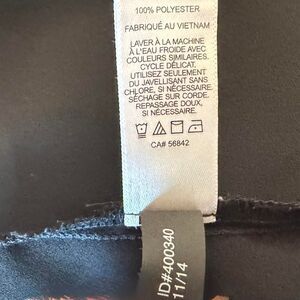 100% POLYESTER
FABRIQUÉ AU VIETNAM
LAVER À LA MACHINE
À L'EAU FROIDE AVEC
COULEURS SIMILAIRES.
CYCLE DÉLICAT.
UTILISEZ SEULEMENT
DU JAVELLISANT SANS
CHLORE, SI NÉCESSAIRE.
SÉCHAGE SUR CORDE.
REPASSAGE DOUX,
SI NÉCESSAIRE.
CA# 56842
ID#400340
11/14